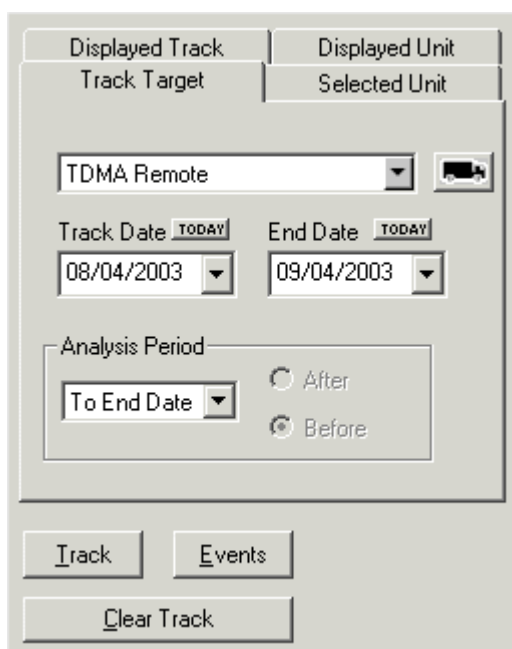 Displayed Track Displayed Unit
Track Target Selected Unit
TDMA Remote
Track Date TODAY End Date TODAY
08/04/2003 09/04/2003
Analysis Period
To End Date After
Before
Track Events
Clear Track